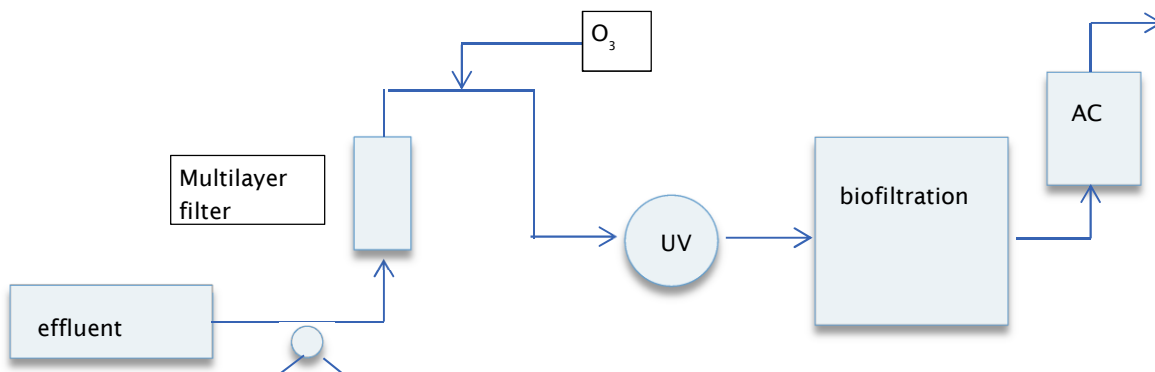 O₃
Multilayer
filter
AC
biofiltration
UV
effluent